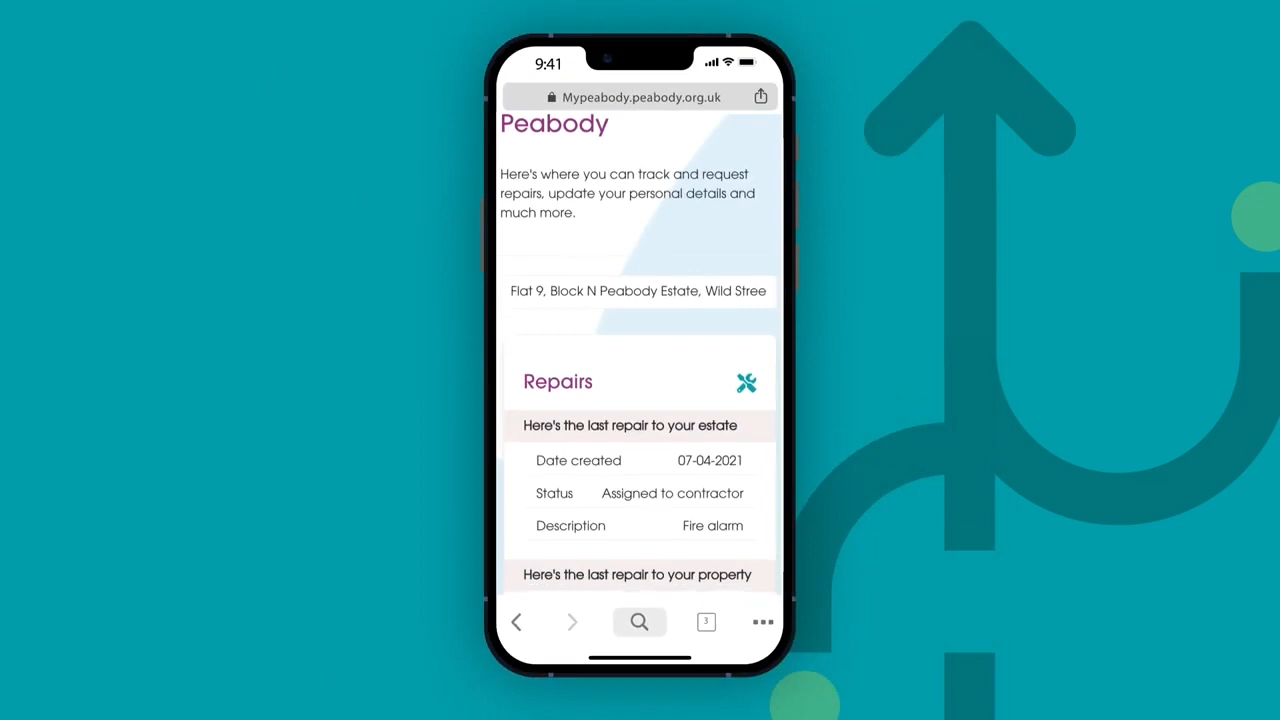 9:41
Mypeabody.peabody.org.uk
Peabody
Here's where you can track and request
repairs, update your personal details and
much more.
Flat 9, Block N Peabody Estate, Wild Stree
Repairs
Here's the last repair to your estate
Date created 07-04-2021
Status Assigned to contractor
Description Fire alarm
Here's the last repair to your property
3